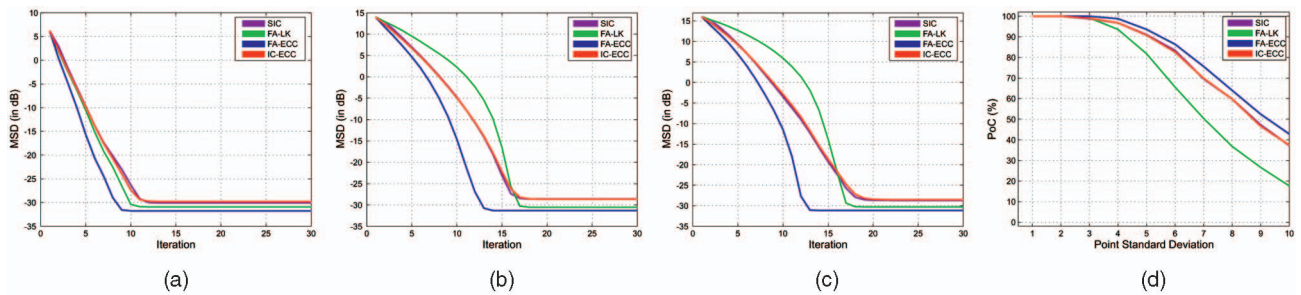 MSD (in dB)
10
5
0
-5
-10
-15
-20
-25
-30
-35
0 5 10 15 20 25 30
Iteration
SIC
FA-LK
FA-ECC
IC-ECC
(a)
MSD (in dB)
15
10
5
0
-5
-10
-15
-20
-25
-30
-35
0 5 10 15 20 25 30
Iteration
SIC
FA-LK
FA-ECC
IC-ECC
(b)
MSD (in dB)
15
10
5
0
-5
-10
-15
-20
-25
-30
-35
0 5 10 15 20 25 30
Iteration
SIC
FA-LK
FA-ECC
IC-ECC
(c)
PoC (%)
100
90
80
70
60
50
40
30
20
10
0
1 2 3 4 5 6 7 8 9 10
Point Standard Deviation
SIC
FA-LK
FA-ECC
IC-ECC
(d)